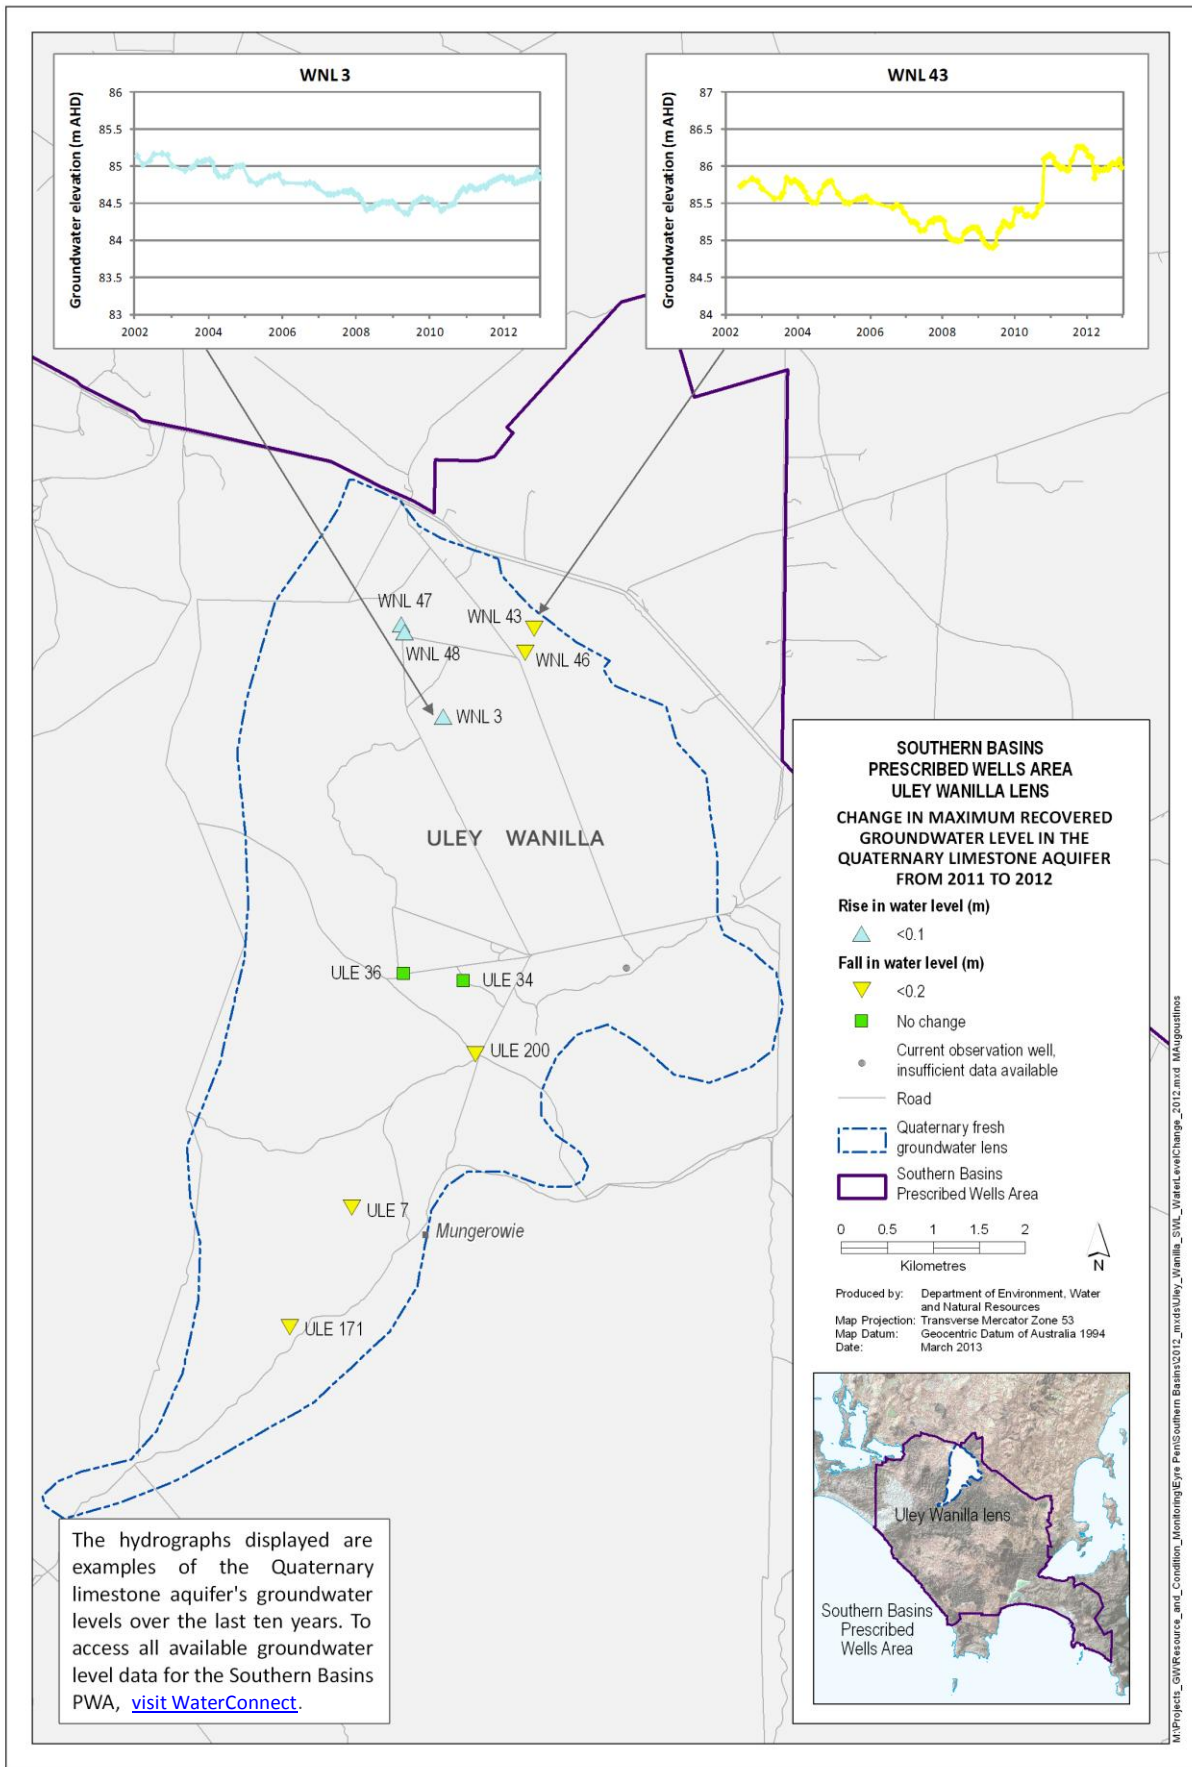 WNL 3
Groundwater elevation (m AHD)
86
85.5
85
84.5
84
83.5
83
2002
2004
2006
2008
2010
2012
WNL 43
Groundwater elevation (m AHD)
87
86.5
86
85.5
85
84.5
84
2002
2004
2006
2008
2010
2012
WNL 47
WNL 48
WNL 43
WNL 46
WNL 3
ULEY WANILLA
ULE 36
ULE 34
ULE 200
ULE 7
Mungerowie
ULE 171
SOUTHERN BASINS
PRESCRIBED WELLS AREA
ULEY WANILLA LENS
CHANGE IN MAXIMUM RECOVERED
GROUNDWATER LEVEL IN THE
QUATERNARY LIMESTONE AQUIFER
FROM 2011 TO 2012
Rise in water level (m)
<0.1
Fall in water level (m)
<0.2
No change
Current observation well,
insufficient data available
Road
Quaternary fresh
groundwater lens
Southern Basins
Prescribed Wells Area
0 0.5 1 1.5 2
Kilometres
N
Produced by: Department of Environment, Water
and Natural Resources
Map Projection: Transverse Mercator Zone 53
Map Datum: Geocentric Datum of Australia 1994
Date: March 2013
Uley Wanilla lens
Southern Basins
Prescribed
Wells Area
The hydrographs displayed are
examples of the Quaternary
limestone aquifer's groundwater
levels over the last ten years. To
access all available groundwater
level data for the Southern Basins
PWA, visit WaterConnect.
M:\Projects_GW\Resource_and_Condition_Monitoring\Eyre Pen\Southern Basins\2012_mxds\Uley_Wanilla_SWL_WaterLevelChange_2012.mxd MAugoustinos